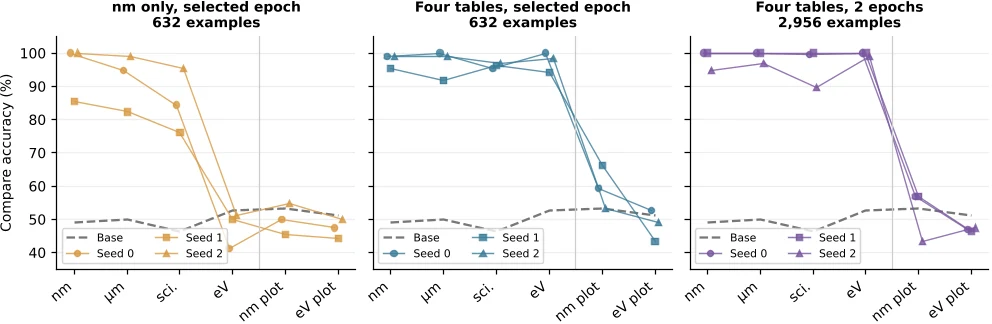 nm only, selected epoch
632 examples
Four tables, selected epoch
632 examples
Four tables, 2 epochs
2,956 examples
Compare accuracy (%)
100
90
80
70
60
50
40
Base
Seed 0
Seed 1
Seed 2
Base
Seed 0
Seed 1
Seed 2
Base
Seed 0
Seed 1
Seed 2
nm
μm
sci.
eV
nm plot
eV plot
nm
μm
sci.
eV
nm plot
eV plot
nm
μm
sci.
eV
nm plot
eV plot